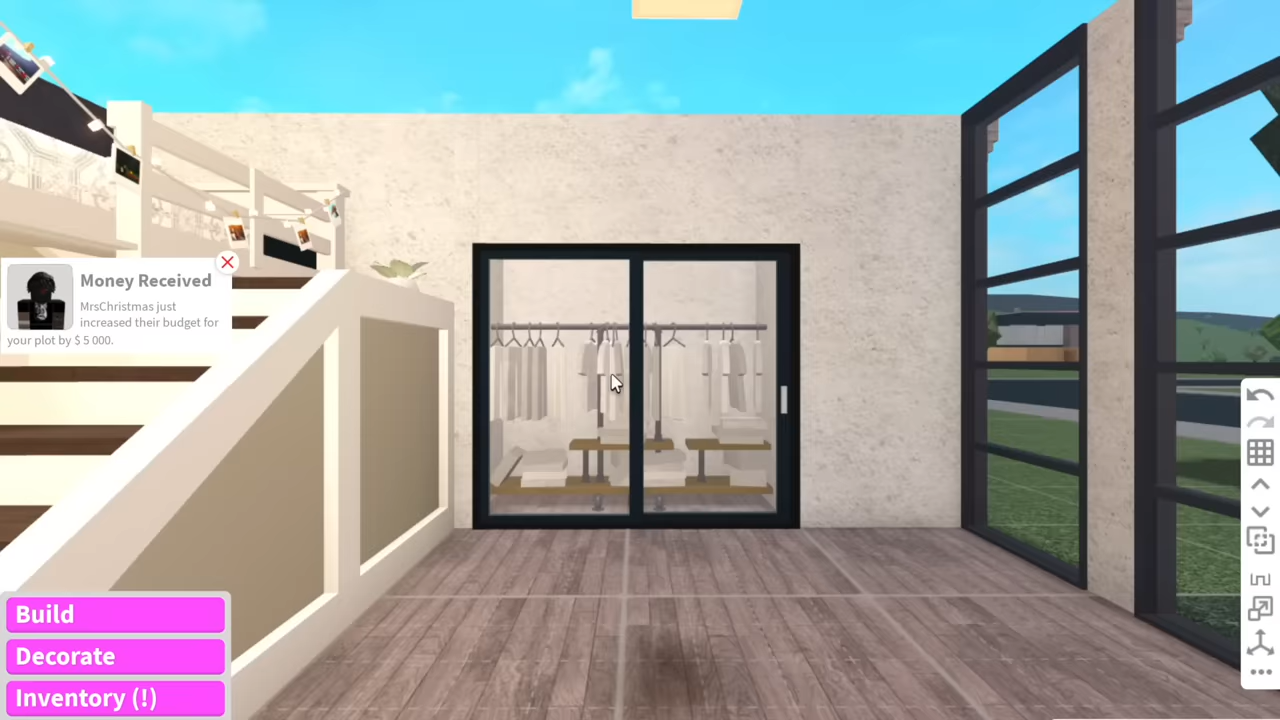 Money Received
MrsChristmas just
increased their budget for
your plot by $ 5 000.
Build
Decorate
Inventory (!)